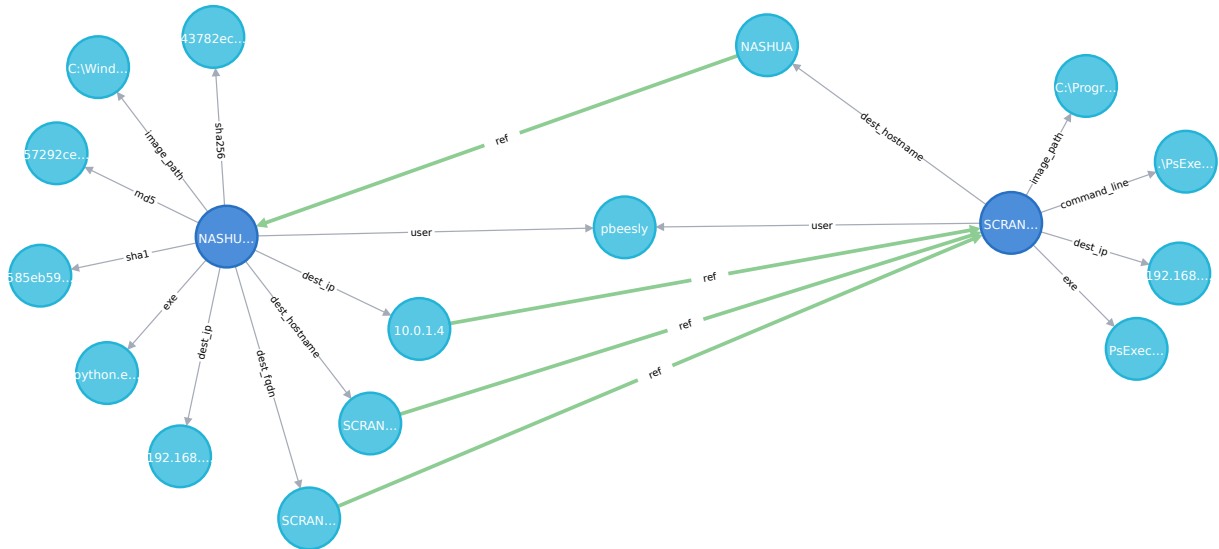 43782ec...
NASHUA
C:\Wind...
C:\Progr...
sha256
ref
dest_hostname
image_path
image_path
57292ce...
.\PsExe...
md5
command_line
NASHU...
user
pbeesly
user
SCRAN...
sha1
dest_ip
dest_ip
585eb59...
ref
192.168....
exe
dest_hostname
exe
10.0.1.4
ref
dest_ip
PsExec...
dest_fqdn
ref
python.e...
SCRAN...
192.168....
SCRAN...